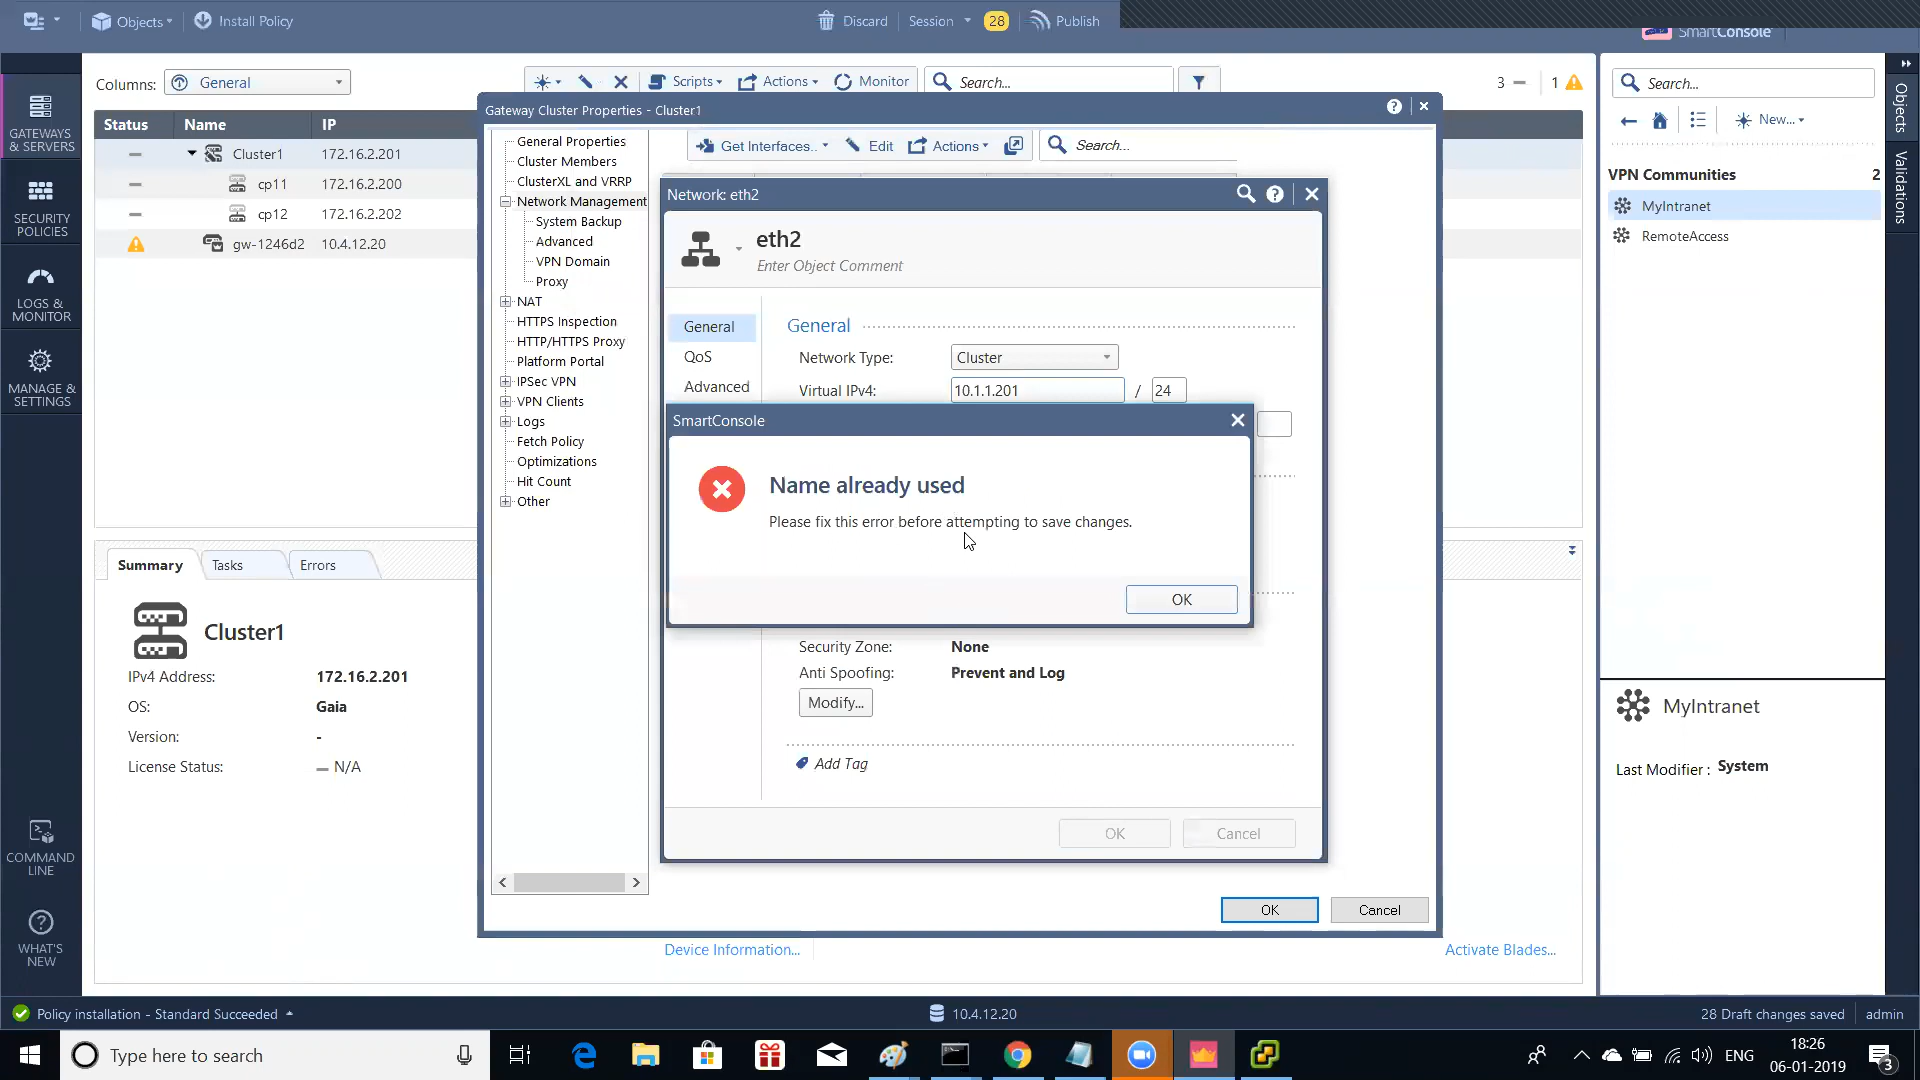 Objects
Install Policy
Discard
Session
28
Publish
SmartConsole
GATEWAYS
& SERVERS
SECURITY
POLICIES
LOGS &
MONITOR
MANAGE &
SETTINGS
COMMAND
LINE
WHAT'S
NEW
Columns:
General
Scripts
Actions
Monitor
Search...
3
1
Status Name IP
Cluster1 172.16.2.201
cp11 172.16.2.200
cp12 172.16.2.202
gw-1246d2 10.4.12.20
Summary
Tasks
Errors
Cluster1
IPv4 Address: 172.16.2.201
OS: Gaia
Version: -
License Status: N/A
Device Information...
Activate Blades...
Gateway Cluster Properties - Cluster1
General Properties
Cluster Members
ClusterXL and VRRP
Network Management
System Backup
Advanced
VPN Domain
Proxy
NAT
HTTPS Inspection
HTTP/HTTPS Proxy
Platform Portal
IPSec VPN
VPN Clients
Logs
Fetch Policy
Optimizations
Hit Count
Other
Get Interfaces..
Edit
Actions
Search...
Network: eth2
eth2
Enter Object Comment
General
QoS
Advanced
General
Network Type: Cluster
Virtual IPv4: 10.1.1.201 / 24
SmartConsole
Name already used
Please fix this error before attempting to save changes.
OK
Security Zone: None
Anti Spoofing: Prevent and Log
Modify...
Add Tag
OK
Cancel
OK
Cancel
Search...
New...
VPN Communities 2
MyIntranet
RemoteAccess
MyIntranet
Last Modifier : System
Objects
Validations
Policy installation - Standard Succeeded
10.4.12.20
28 Draft changes saved
admin
Type here to search
ENG
18:26
06-01-2019
3